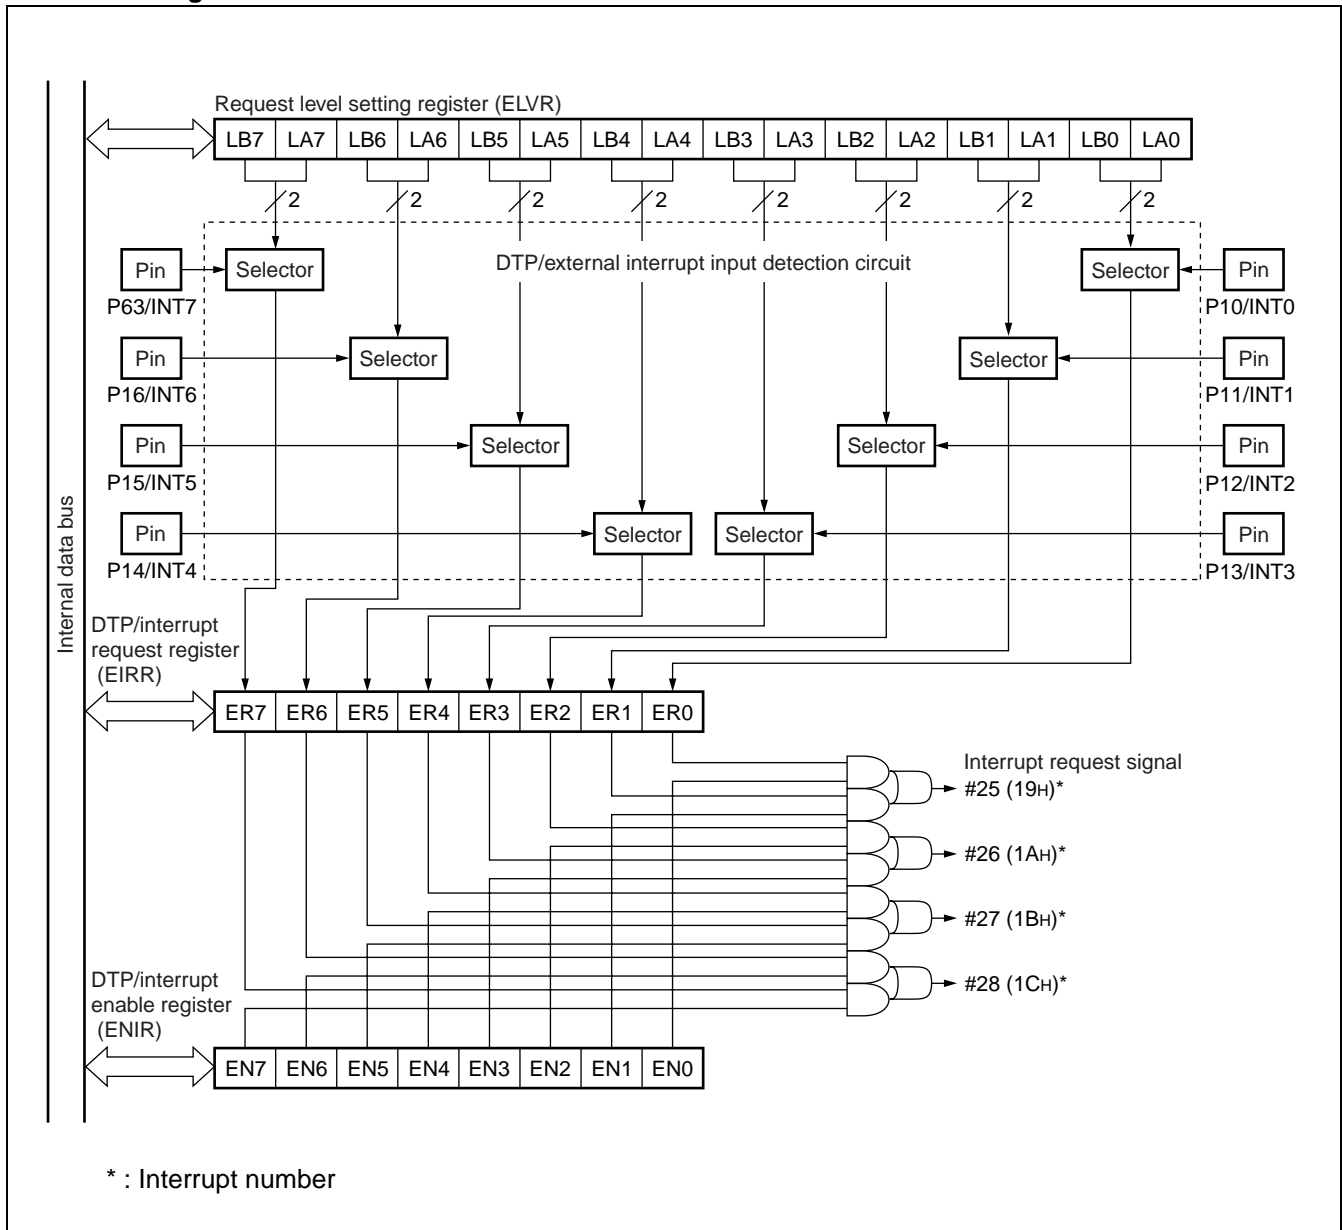 Request level setting register (ELVR)
LB7 LA7 LB6 LA6 LB5 LA5 LB4 LA4 LB3 LA3 LB2 LA2 LB1 LA1 LB0 LA0
2 2 2 2 2 2 2 2
DTP/external interrupt input detection circuit
Pin Selector Selector Pin
P63/INT7 P10/INT0
Pin Selector Selector Pin
P16/INT6 P11/INT1
Pin Selector Selector Pin
P15/INT5 P12/INT2
Pin Selector Selector Pin
P14/INT4 P13/INT3
Internal data bus
DTP/interrupt
request register
(EIRR)
ER7 ER6 ER5 ER4 ER3 ER2 ER1 ER0
Interrupt request signal
#25 (19H)*
#26 (1AH)*
#27 (1BH)*
#28 (1CH)*
DTP/interrupt
enable register
(ENIR)
EN7 EN6 EN5 EN4 EN3 EN2 EN1 EN0
* : Interrupt number